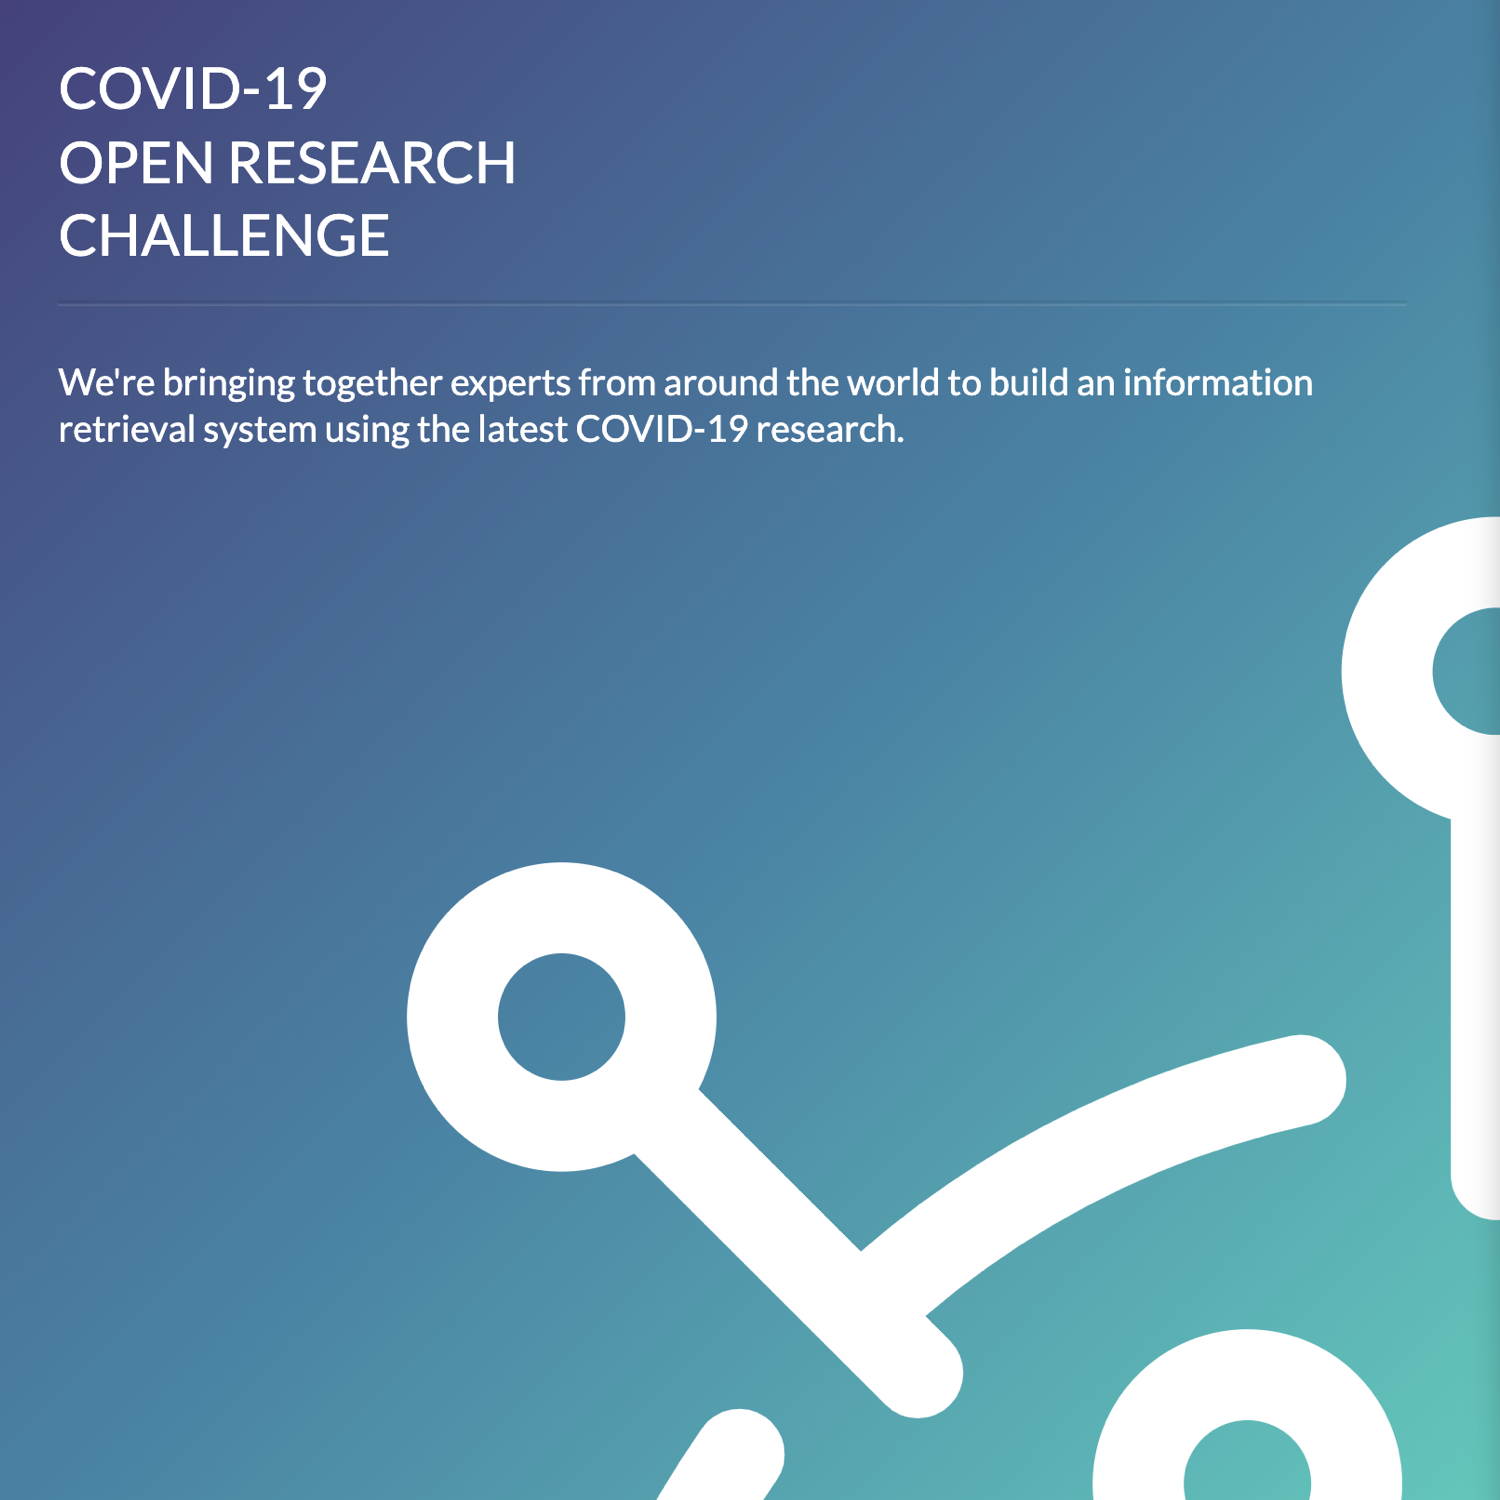 COVID-19
OPEN RESEARCH
CHALLENGE
We're bringing together experts from around the world to build an information
retrieval system using the latest COVID-19 research.